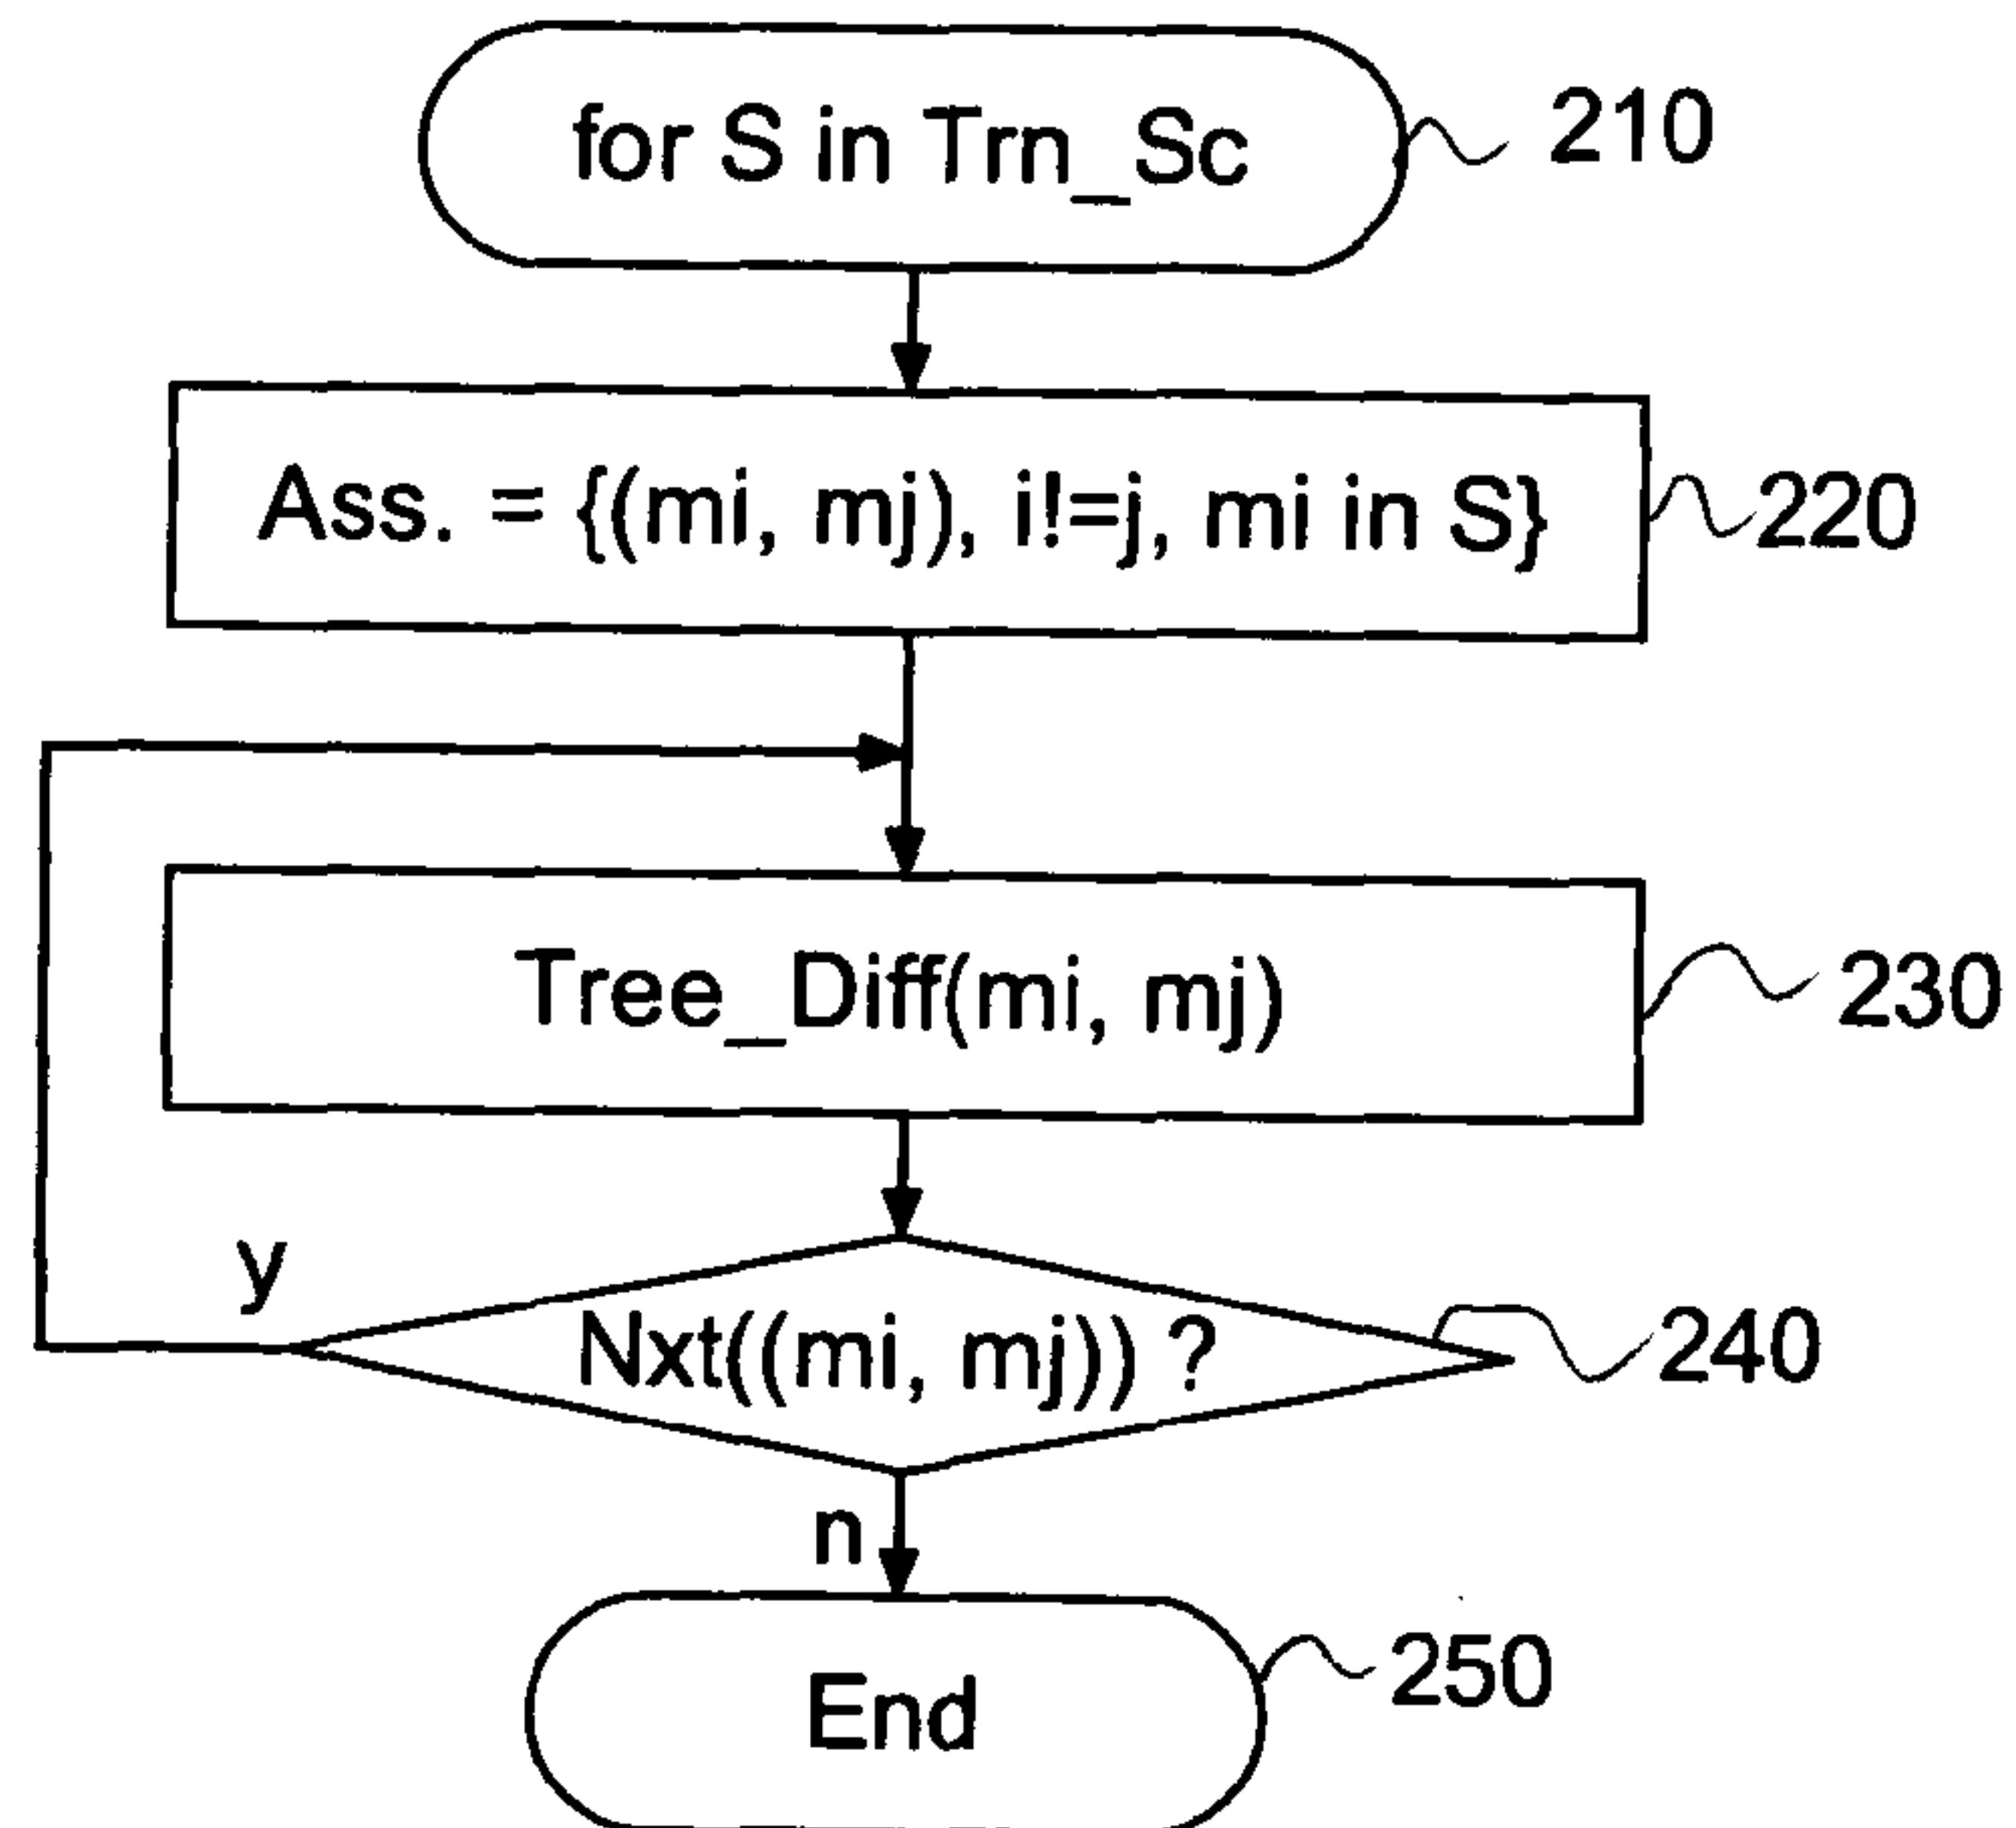 for S in Trn_Sc
210
Ass. = {(mi, mj), i!=j, mi in S}
220
Tree_Diff(mi, mj)
230
y
Nxt((mi, mj)) ?
240
n
End
250